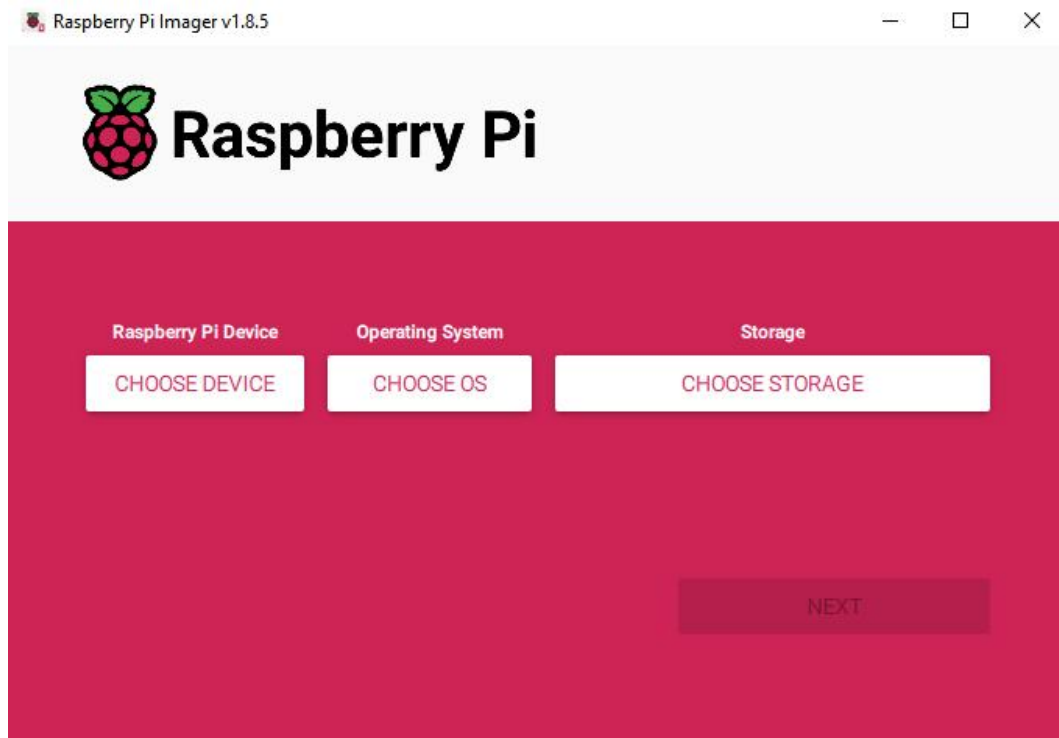 Raspberry Pi Imager v1.8.5
Raspberry Pi
Raspberry Pi Device Operating System Storage
CHOOSE DEVICE CHOOSE OS CHOOSE STORAGE
NEXT